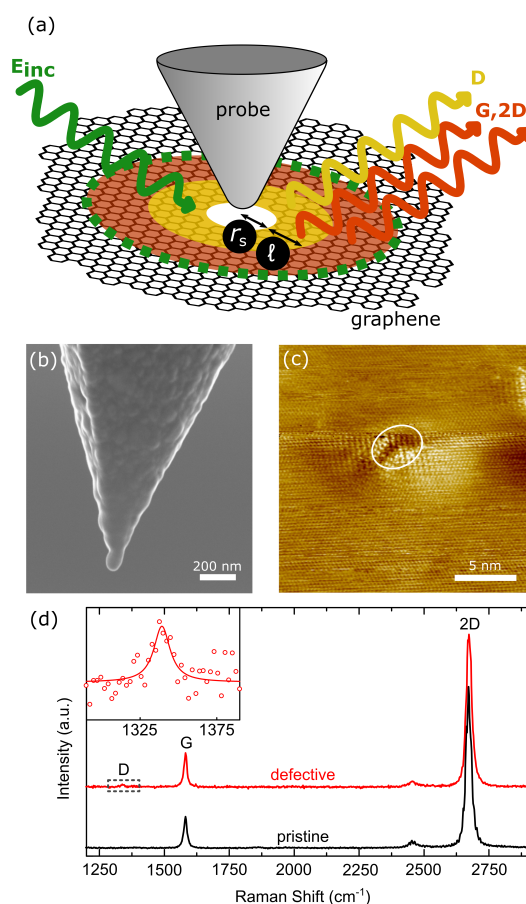 (a)
E_inc
D
G,2D
probe
r_s
ℓ
graphene
(b)
200 nm
(c)
5 nm
(d)
2D
G
D
1325 1375
defective
pristine
Intensity (a.u.)
1250 1500 1750 2000 2250 2500 2750
Raman Shift (cm⁻¹)